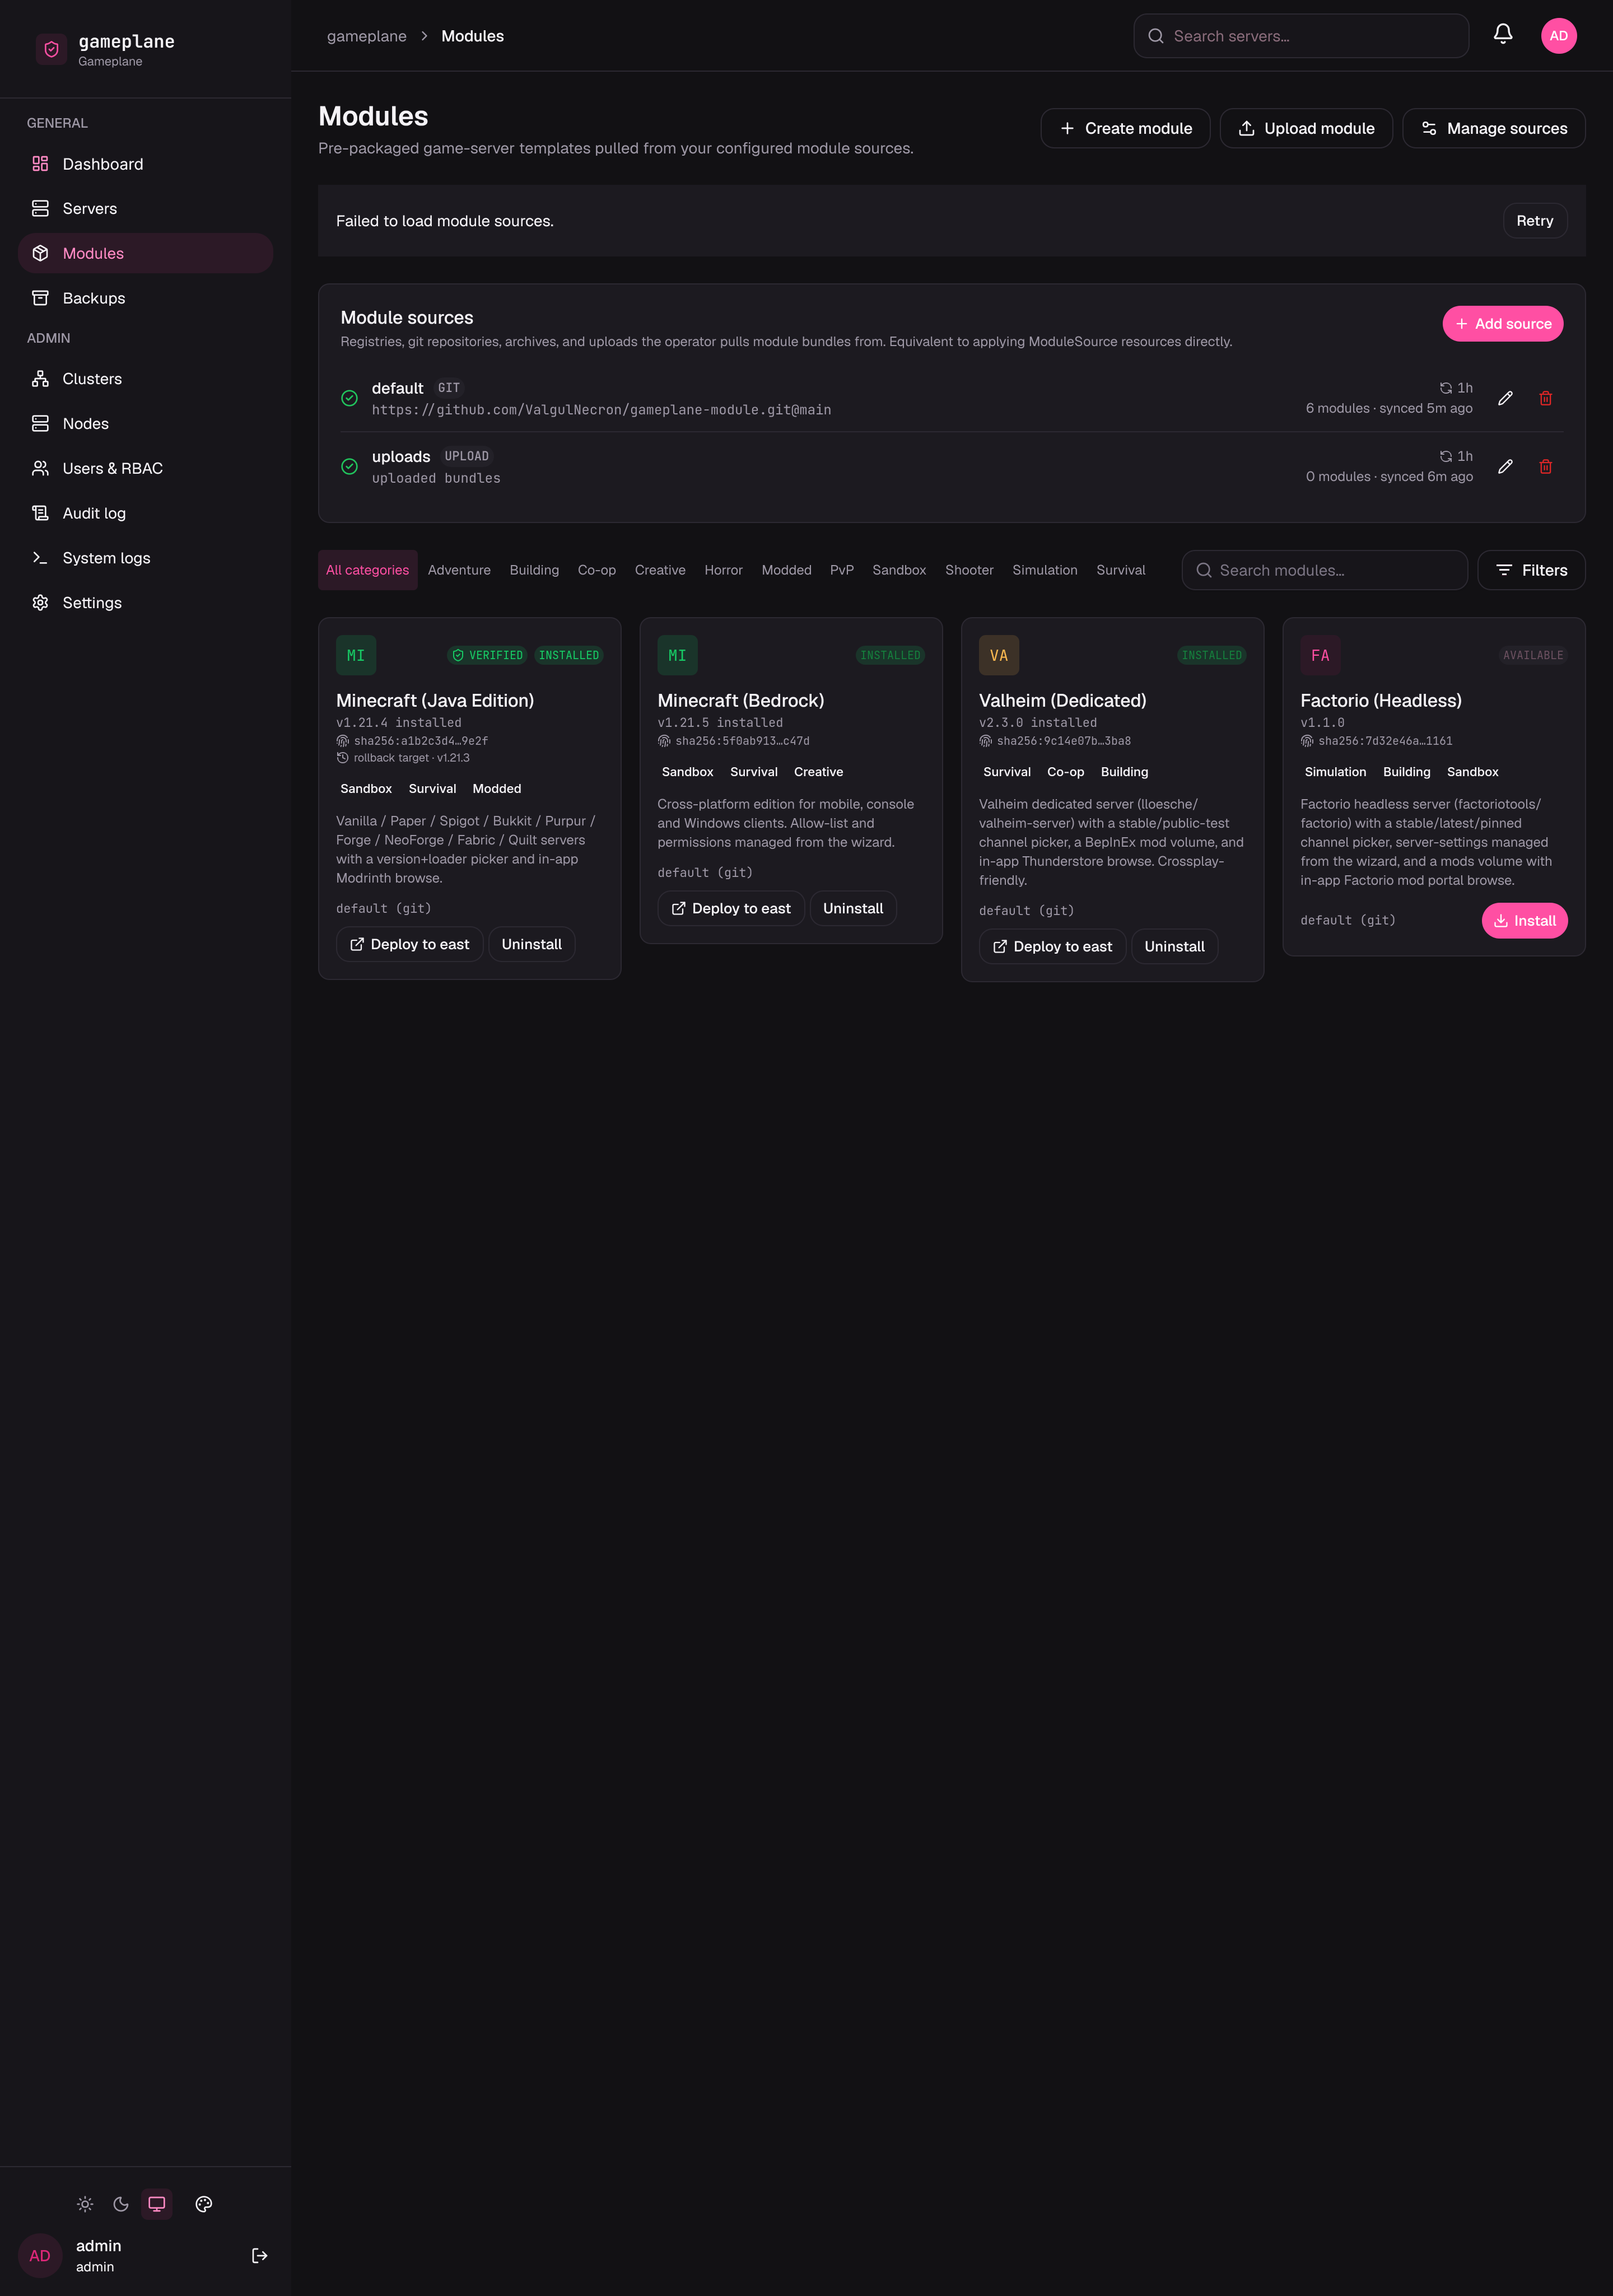 gameplane
Gameplane
GENERAL
Dashboard
Servers
Modules
Backups
ADMIN
Clusters
Nodes
Users & RBAC
Audit log
System logs
Settings
AD
admin
admin
gameplane > Modules
Search servers...
AD
Modules
Pre-packaged game-server templates pulled from your configured module sources.
Create module
Upload module
Manage sources
Failed to load module sources.
Retry
Module sources
Registries, git repositories, archives, and uploads the operator pulls module bundles from. Equivalent to applying ModuleSource resources directly.
Add source
default GIT
https://github.com/ValgulNecron/gameplane-module.git@main
1h
6 modules · synced 5m ago
uploads UPLOAD
uploaded bundles
1h
0 modules · synced 6m ago
All categories Adventure Building Co-op Creative Horror Modded PvP Sandbox Shooter Simulation Survival
Search modules...
Filters
MI VERIFIED INSTALLED
Minecraft (Java Edition)
v1.21.4 installed
sha256:a1b2c3d4…9e2f
rollback target · v1.21.3
Sandbox Survival Modded
Vanilla / Paper / Spigot / Bukkit / Purpur /
Forge / NeoForge / Fabric / Quilt servers
with a version+loader picker and in-app
Modrinth browse.
default (git)
Deploy to east Uninstall
MI INSTALLED
Minecraft (Bedrock)
v1.21.5 installed
sha256:5f0ab913…c47d
Sandbox Survival Creative
Cross-platform edition for mobile, console
and Windows clients. Allow-list and
permissions managed from the wizard.
default (git)
Deploy to east Uninstall
VA INSTALLED
Valheim (Dedicated)
v2.3.0 installed
sha256:9c14e07b…3ba8
Survival Co-op Building
Valheim dedicated server (lloesche/
valheim-server) with a stable/public-test
channel picker, a BepInEx mod volume, and
in-app Thunderstore browse. Crossplay-
friendly.
default (git)
Deploy to east Uninstall
FA AVAILABLE
Factorio (Headless)
v1.1.0
sha256:7d32e46a…1161
Simulation Building Sandbox
Factorio headless server (factoriotools/
factorio) with a stable/latest/pinned
channel picker, server-settings managed
from the wizard, and a mods volume with
in-app Factorio mod portal browse.
default (git)
Install